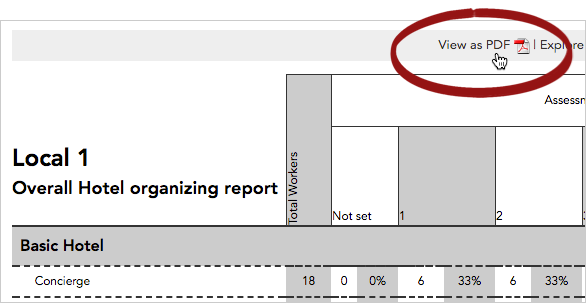 View as PDF | Explore
Assessm
Local 1
Overall Hotel organizing report
Total Workers
Not set 1 2
Basic Hotel
Concierge 18 0 0% 6 33% 6 33%